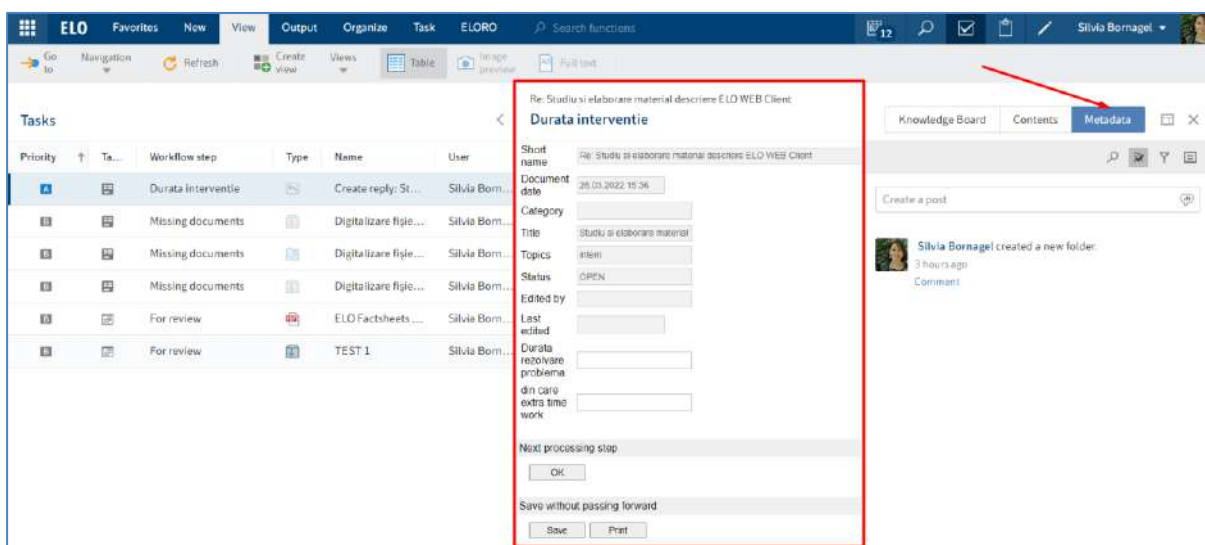 ELO Favorites New View Output Organize Task ELORO Search functions 12 Silvia Bornagel
Go to Navigation Refresh Create view Views Table Image preview Full text
Tasks
Priority Ta... Workflow step Type Name User
A Durata interventie Create reply: St... Silvia Born...
B Missing documents Digitalizare fișie... Silvia Born...
B Missing documents Digitalizare fișie... Silvia Born...
B Missing documents Digitalizare fișie... Silvia Born...
B For review ELO Factsheets ... Silvia Born...
B For review TEST 1 Silvia Born...
Re: Studiu si elaborare material descriere ELO WEB Client
Durata interventie
Short name Re: Studiu si elaborare material descriere ELO WEB Client
Document date 28.03.2022 15:36
Category
Title Studiu si elaborare material
Topics intern
Status OPEN
Edited by
Last edited
Durata rezolvare problema
din care extra time work
Next processing step
OK
Save without passing forward
Save Print
Knowledge Board Contents Metadata
Create a post
Silvia Bornagel created a new folder.
3 hours ago
Comment